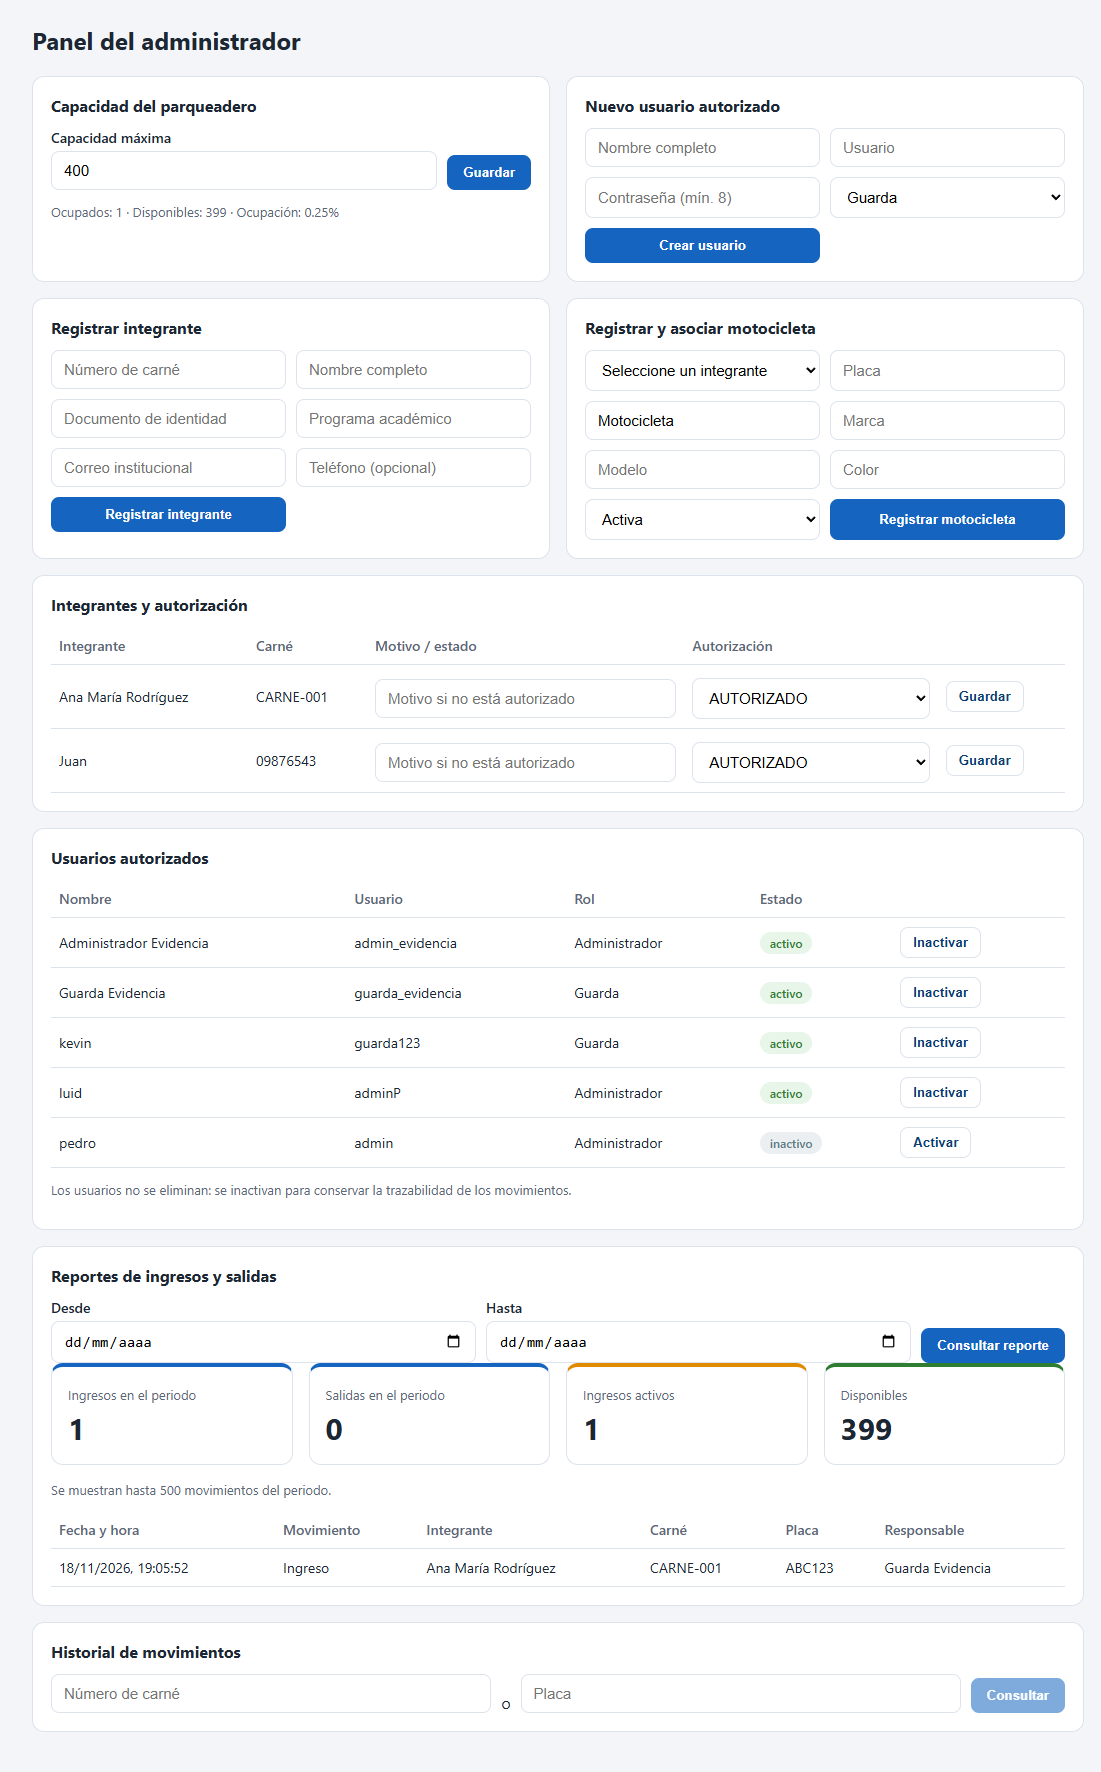 Panel del administrador
Capacidad del parqueadero
Capacidad máxima
400
Guardar
Ocupados: 1 · Disponibles: 399 · Ocupación: 0.25%
Nuevo usuario autorizado
Nombre completo
Usuario
Contraseña (mín. 8)
Guarda
Crear usuario
Registrar integrante
Número de carné
Nombre completo
Documento de identidad
Programa académico
Correo institucional
Teléfono (opcional)
Registrar integrante
Registrar y asociar motocicleta
Seleccione un integrante
Placa
Motocicleta
Marca
Modelo
Color
Activa
Registrar motocicleta
Integrantes y autorización
Integrante Carné Motivo / estado Autorización
Ana María Rodríguez CARNE-001 Motivo si no está autorizado AUTORIZADO Guardar
Juan 09876543 Motivo si no está autorizado AUTORIZADO Guardar
Usuarios autorizados
Nombre Usuario Rol Estado
Administrador Evidencia admin_evidencia Administrador activo Inactivar
Guarda Evidencia guarda_evidencia Guarda activo Inactivar
kevin guarda123 Guarda activo Inactivar
luid adminP Administrador activo Inactivar
pedro admin Administrador inactivo Activar
Los usuarios no se eliminan: se inactivan para conservar la trazabilidad de los movimientos.
Reportes de ingresos y salidas
Desde
Hasta
dd/mm/aaaa
dd/mm/aaaa
Consultar reporte
Ingresos en el periodo
1
Salidas en el periodo
0
Ingresos activos
1
Disponibles
399
Se muestran hasta 500 movimientos del periodo.
Fecha y hora Movimiento Integrante Carné Placa Responsable
18/11/2026, 19:05:52 Ingreso Ana María Rodríguez CARNE-001 ABC123 Guarda Evidencia
Historial de movimientos
Número de carné
o
Placa
Consultar